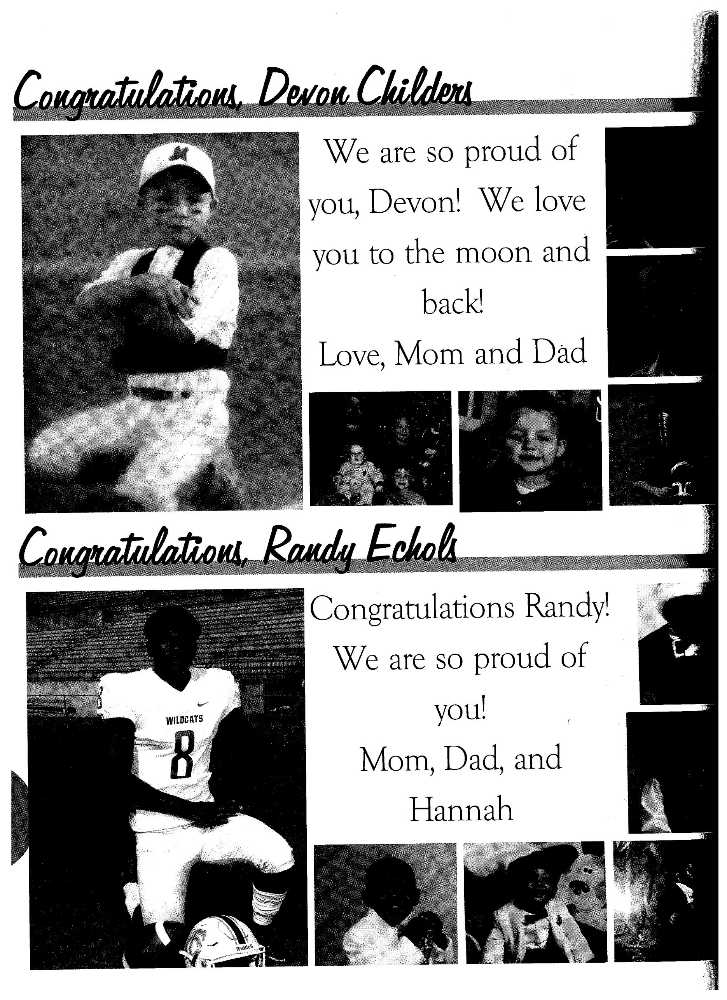 Congratulations, Devon Childers
We are so proud of
you, Devon! We love
you to the moon and
back!
Love, Mom and Dad
M
Congratulations, Randy Echols
Congratulations Randy!
We are so proud of
you!
Mom, Dad, and
Hannah
8
WILDCATS
8
Riddell